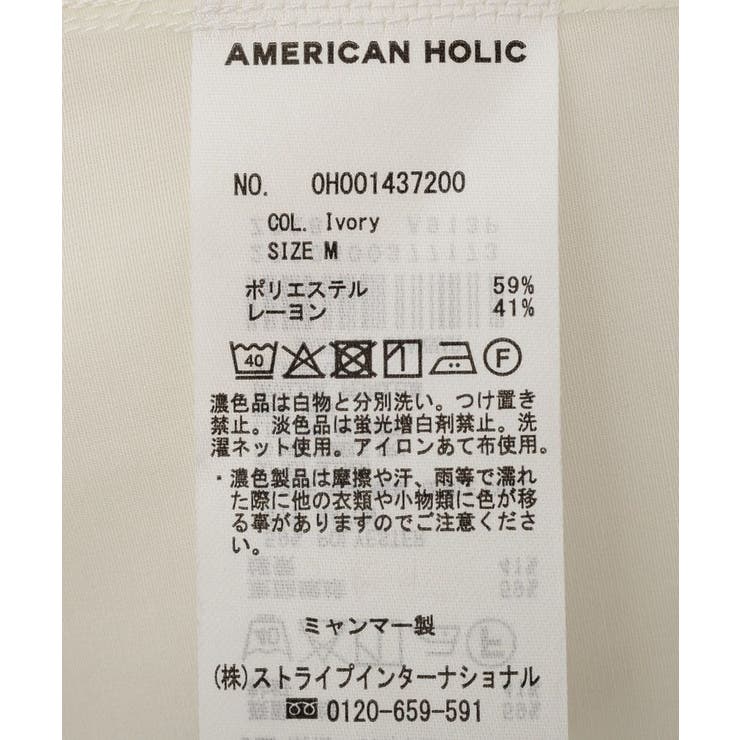 AMERICAN HOLIC
NO. 0H001437200
COL. Ivory
SIZE M
ポリエステル 59%
レーヨン 41%
40 F
濃色品は白物と分別洗い。つけ置き
禁止。淡色品は蛍光増白剤禁止。洗
濯ネット使用。アイロンあて布使用。
・濃色製品は摩擦や汗、雨等で濡れ
た際に他の衣類や小物類に色が移
る事がありますのでご注意くださ
い。
ミャンマー製
(株)ストライプインターナショナル
0120-659-591